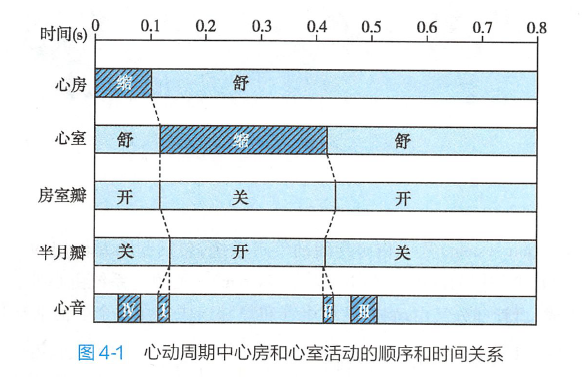 时间(s) 0 0.1 0.2 0.3 0.4 0.5 0.6 0.7 0.8
心房 缩 舒
心室 舒 缩 舒
房室瓣 开 关 开
半月瓣 关 开 关
心音 IV I II III
图 4-1 心动周期中心房和心室活动的顺序和时间关系